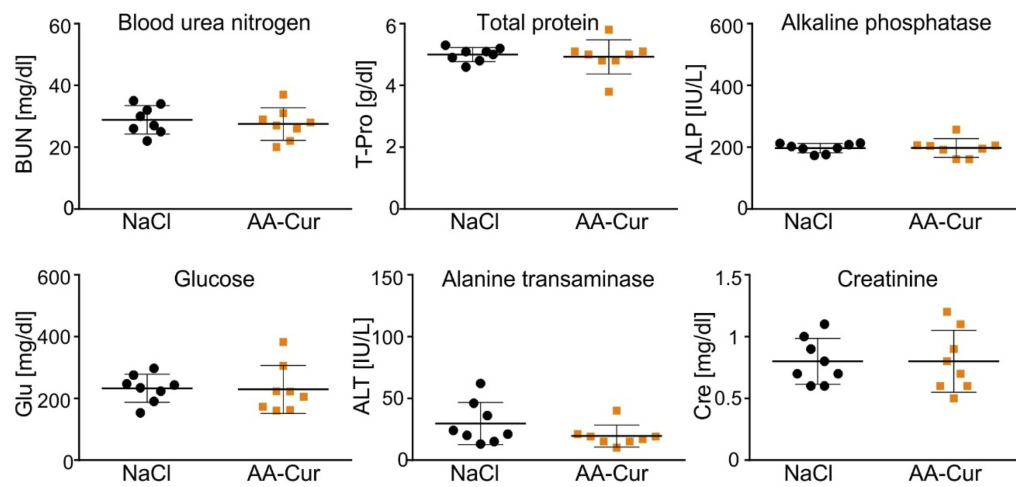 Blood urea nitrogen
BUN [mg/dl]
60
40
20
0
NaCl AA-Cur
Total protein
T-Pro [g/dl]
6
4
2
0
NaCl AA-Cur
Alkaline phosphatase
ALP [IU/L]
600
400
200
0
NaCl AA-Cur
Glucose
Glu [mg/dl]
600
400
200
0
NaCl AA-Cur
Alanine transaminase
ALT [IU/L]
150
100
50
0
NaCl AA-Cur
Creatinine
Cre [mg/dl]
1.5
1
0.5
0
NaCl AA-Cur